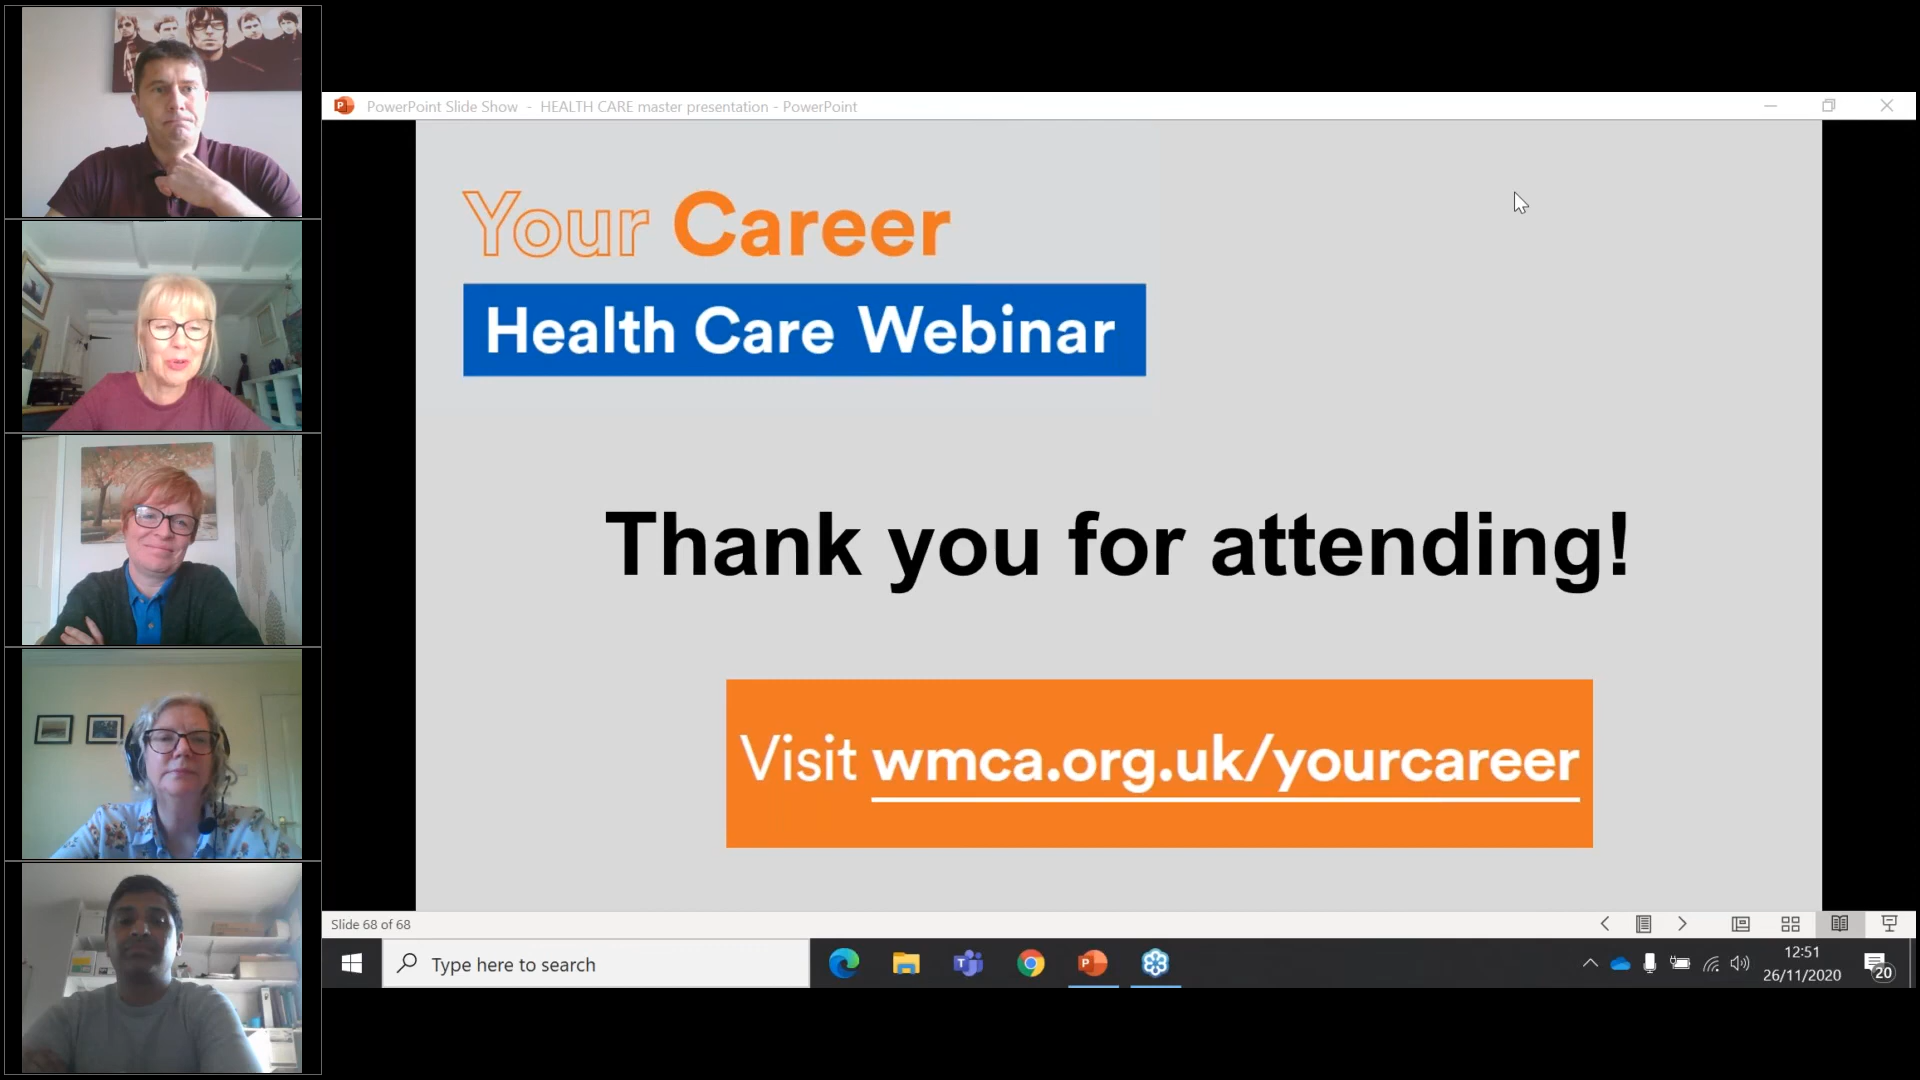 PowerPoint Slide Show - HEALTH CARE master presentation - PowerPoint
Your Career
Health Care Webinar
Thank you for attending!
Visit wmca.org.uk/yourcareer
Slide 68 of 68
Type here to search
12:51
26/11/2020
20